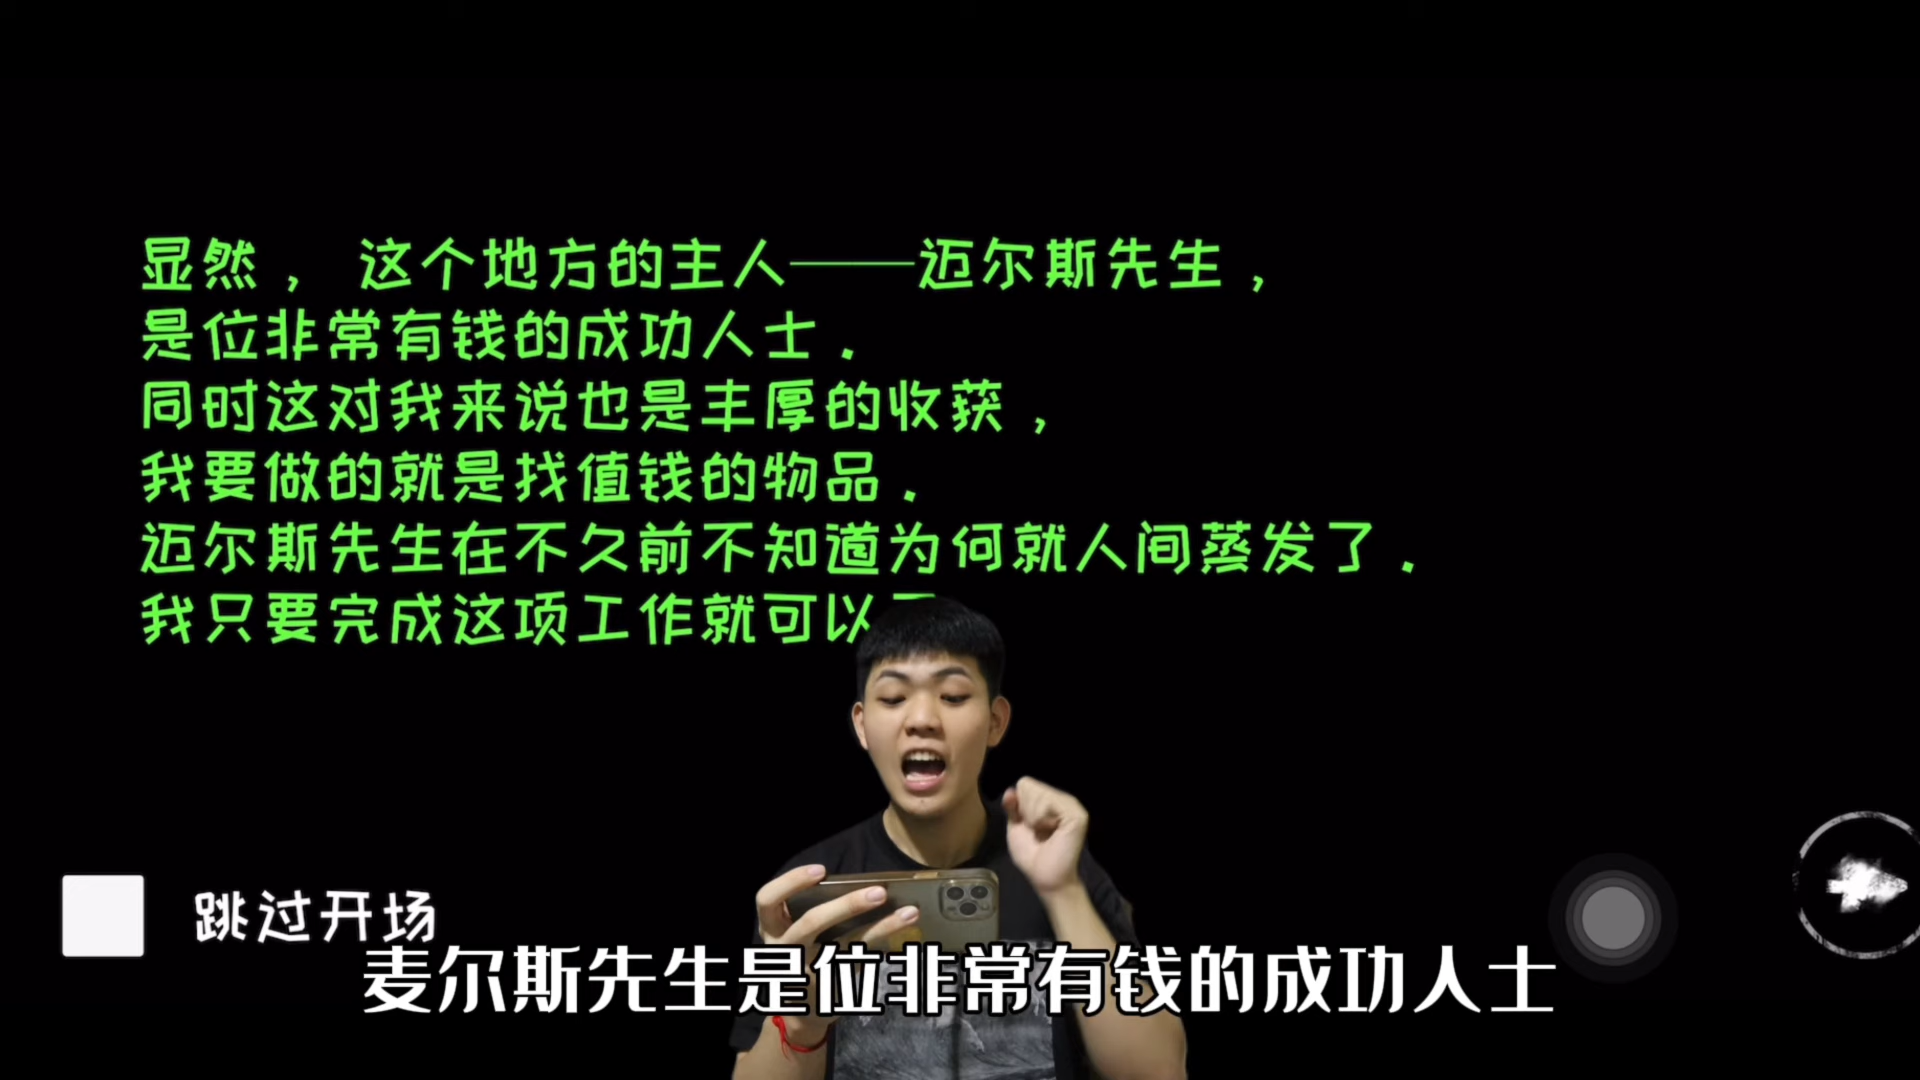 显然， 这个地方的主人——迈尔斯先生，
是位非常有钱的成功人士．
同时这对我来说也是丰厚的收获，
我要做的就是找值钱的物品．
迈尔斯先生在不久前不知道为何就人间蒸发了．
我只要完成这项工作就可以
跳过开场
麦尔斯先生是位非常有钱的成功人士